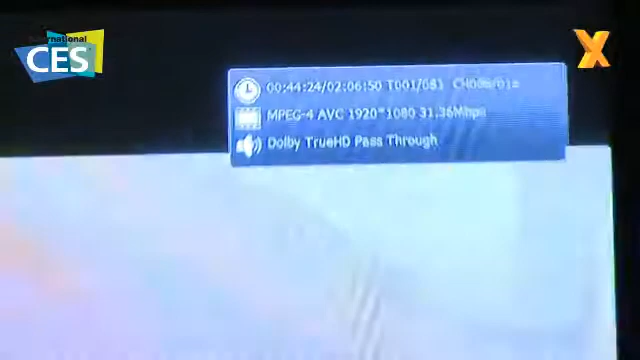 International
CES
X
00:44:24/02:06:50 T001/081
MPEG-4 AVC 1920*1080 31.36Mbps
Dolby TrueHD Pass Through